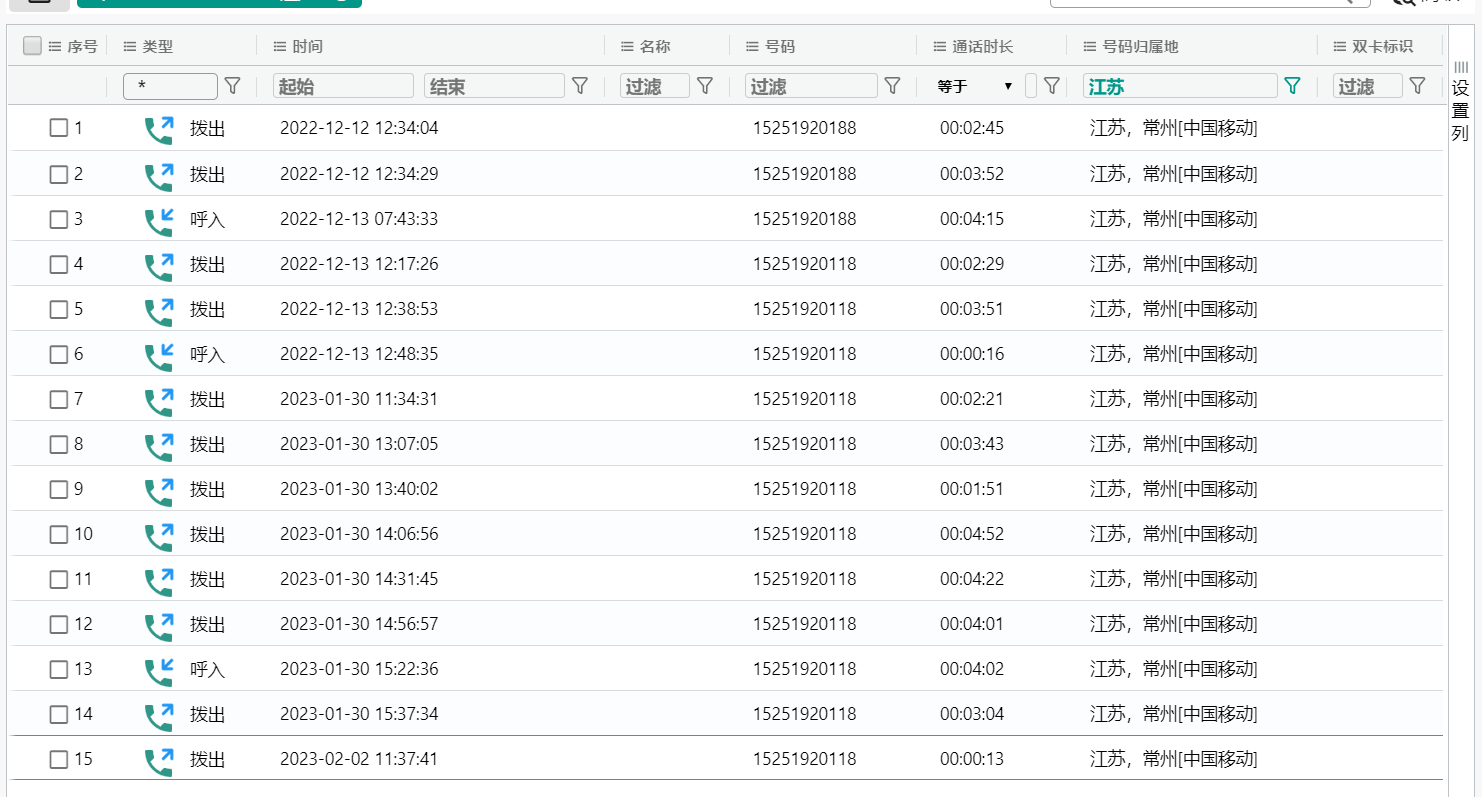 序号 类型 时间 名称 号码 通话时长 号码归属地 双卡标识
* 起始 结束 过滤 过滤 等于 江苏 过滤
设置列
1 拨出 2022-12-12 12:34:04 15251920188 00:02:45 江苏，常州[中国移动]
2 拨出 2022-12-12 12:34:29 15251920188 00:03:52 江苏，常州[中国移动]
3 呼入 2022-12-13 07:43:33 15251920188 00:04:15 江苏，常州[中国移动]
4 拨出 2022-12-13 12:17:26 15251920118 00:02:29 江苏，常州[中国移动]
5 拨出 2022-12-13 12:38:53 15251920118 00:03:51 江苏，常州[中国移动]
6 呼入 2022-12-13 12:48:35 15251920118 00:00:16 江苏，常州[中国移动]
7 拨出 2023-01-30 11:34:31 15251920118 00:02:21 江苏，常州[中国移动]
8 拨出 2023-01-30 13:07:05 15251920118 00:03:43 江苏，常州[中国移动]
9 拨出 2023-01-30 13:40:02 15251920118 00:01:51 江苏，常州[中国移动]
10 拨出 2023-01-30 14:06:56 15251920118 00:04:52 江苏，常州[中国移动]
11 拨出 2023-01-30 14:31:45 15251920118 00:04:22 江苏，常州[中国移动]
12 拨出 2023-01-30 14:56:57 15251920118 00:04:01 江苏，常州[中国移动]
13 呼入 2023-01-30 15:22:36 15251920118 00:04:02 江苏，常州[中国移动]
14 拨出 2023-01-30 15:37:34 15251920118 00:03:04 江苏，常州[中国移动]
15 拨出 2023-02-02 11:37:41 15251920118 00:00:13 江苏，常州[中国移动]